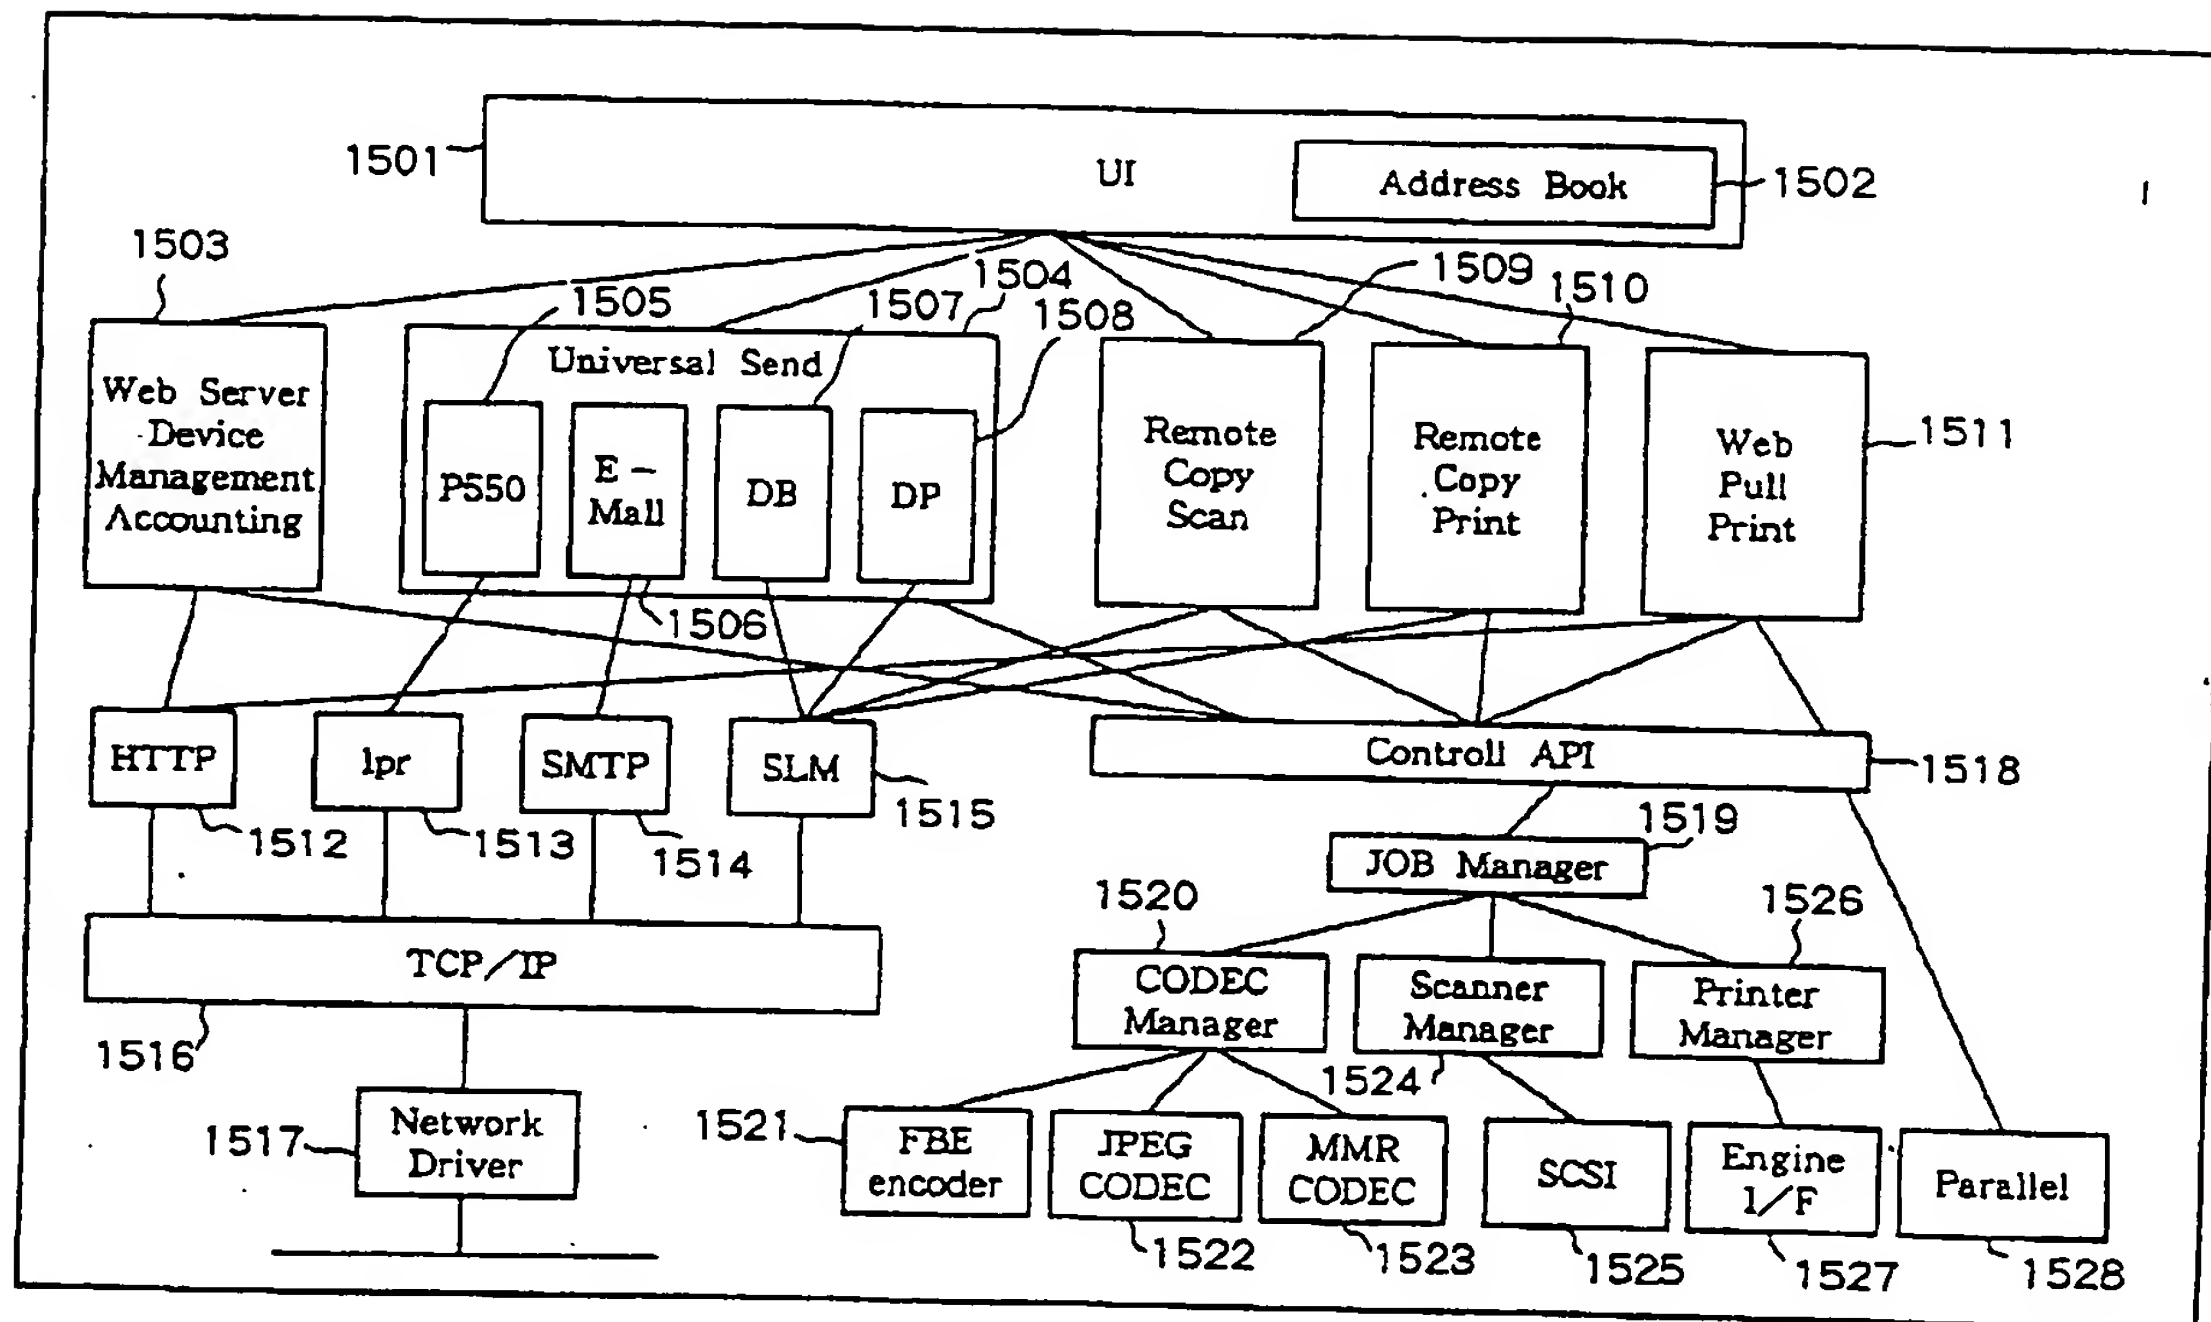 1501
UI
Address Book
1502
1503
1504
1505
1507
1508
1509
1510
Web Server
Device
Management
Accounting
Universal Send
P550
E-
Mall
DB
DP
Remote
Copy
Scan
Remote
Copy
Print
Web
Pull
Print
1511
1506
HTTP
lpr
SMTP
SLM
Controll API
1518
1512
1513
1514
1515
1519
JOB Manager
1520
1526
TCP/IP
CODEC
Manager
Scanner
Manager
Printer
Manager
1516
1524
1517
Network
Driver
1521
FBE
encoder
JPEG
CODEC
MMR
CODEC
SCSI
Engine
I/F
Parallel
1522
1523
1525
1527
1528